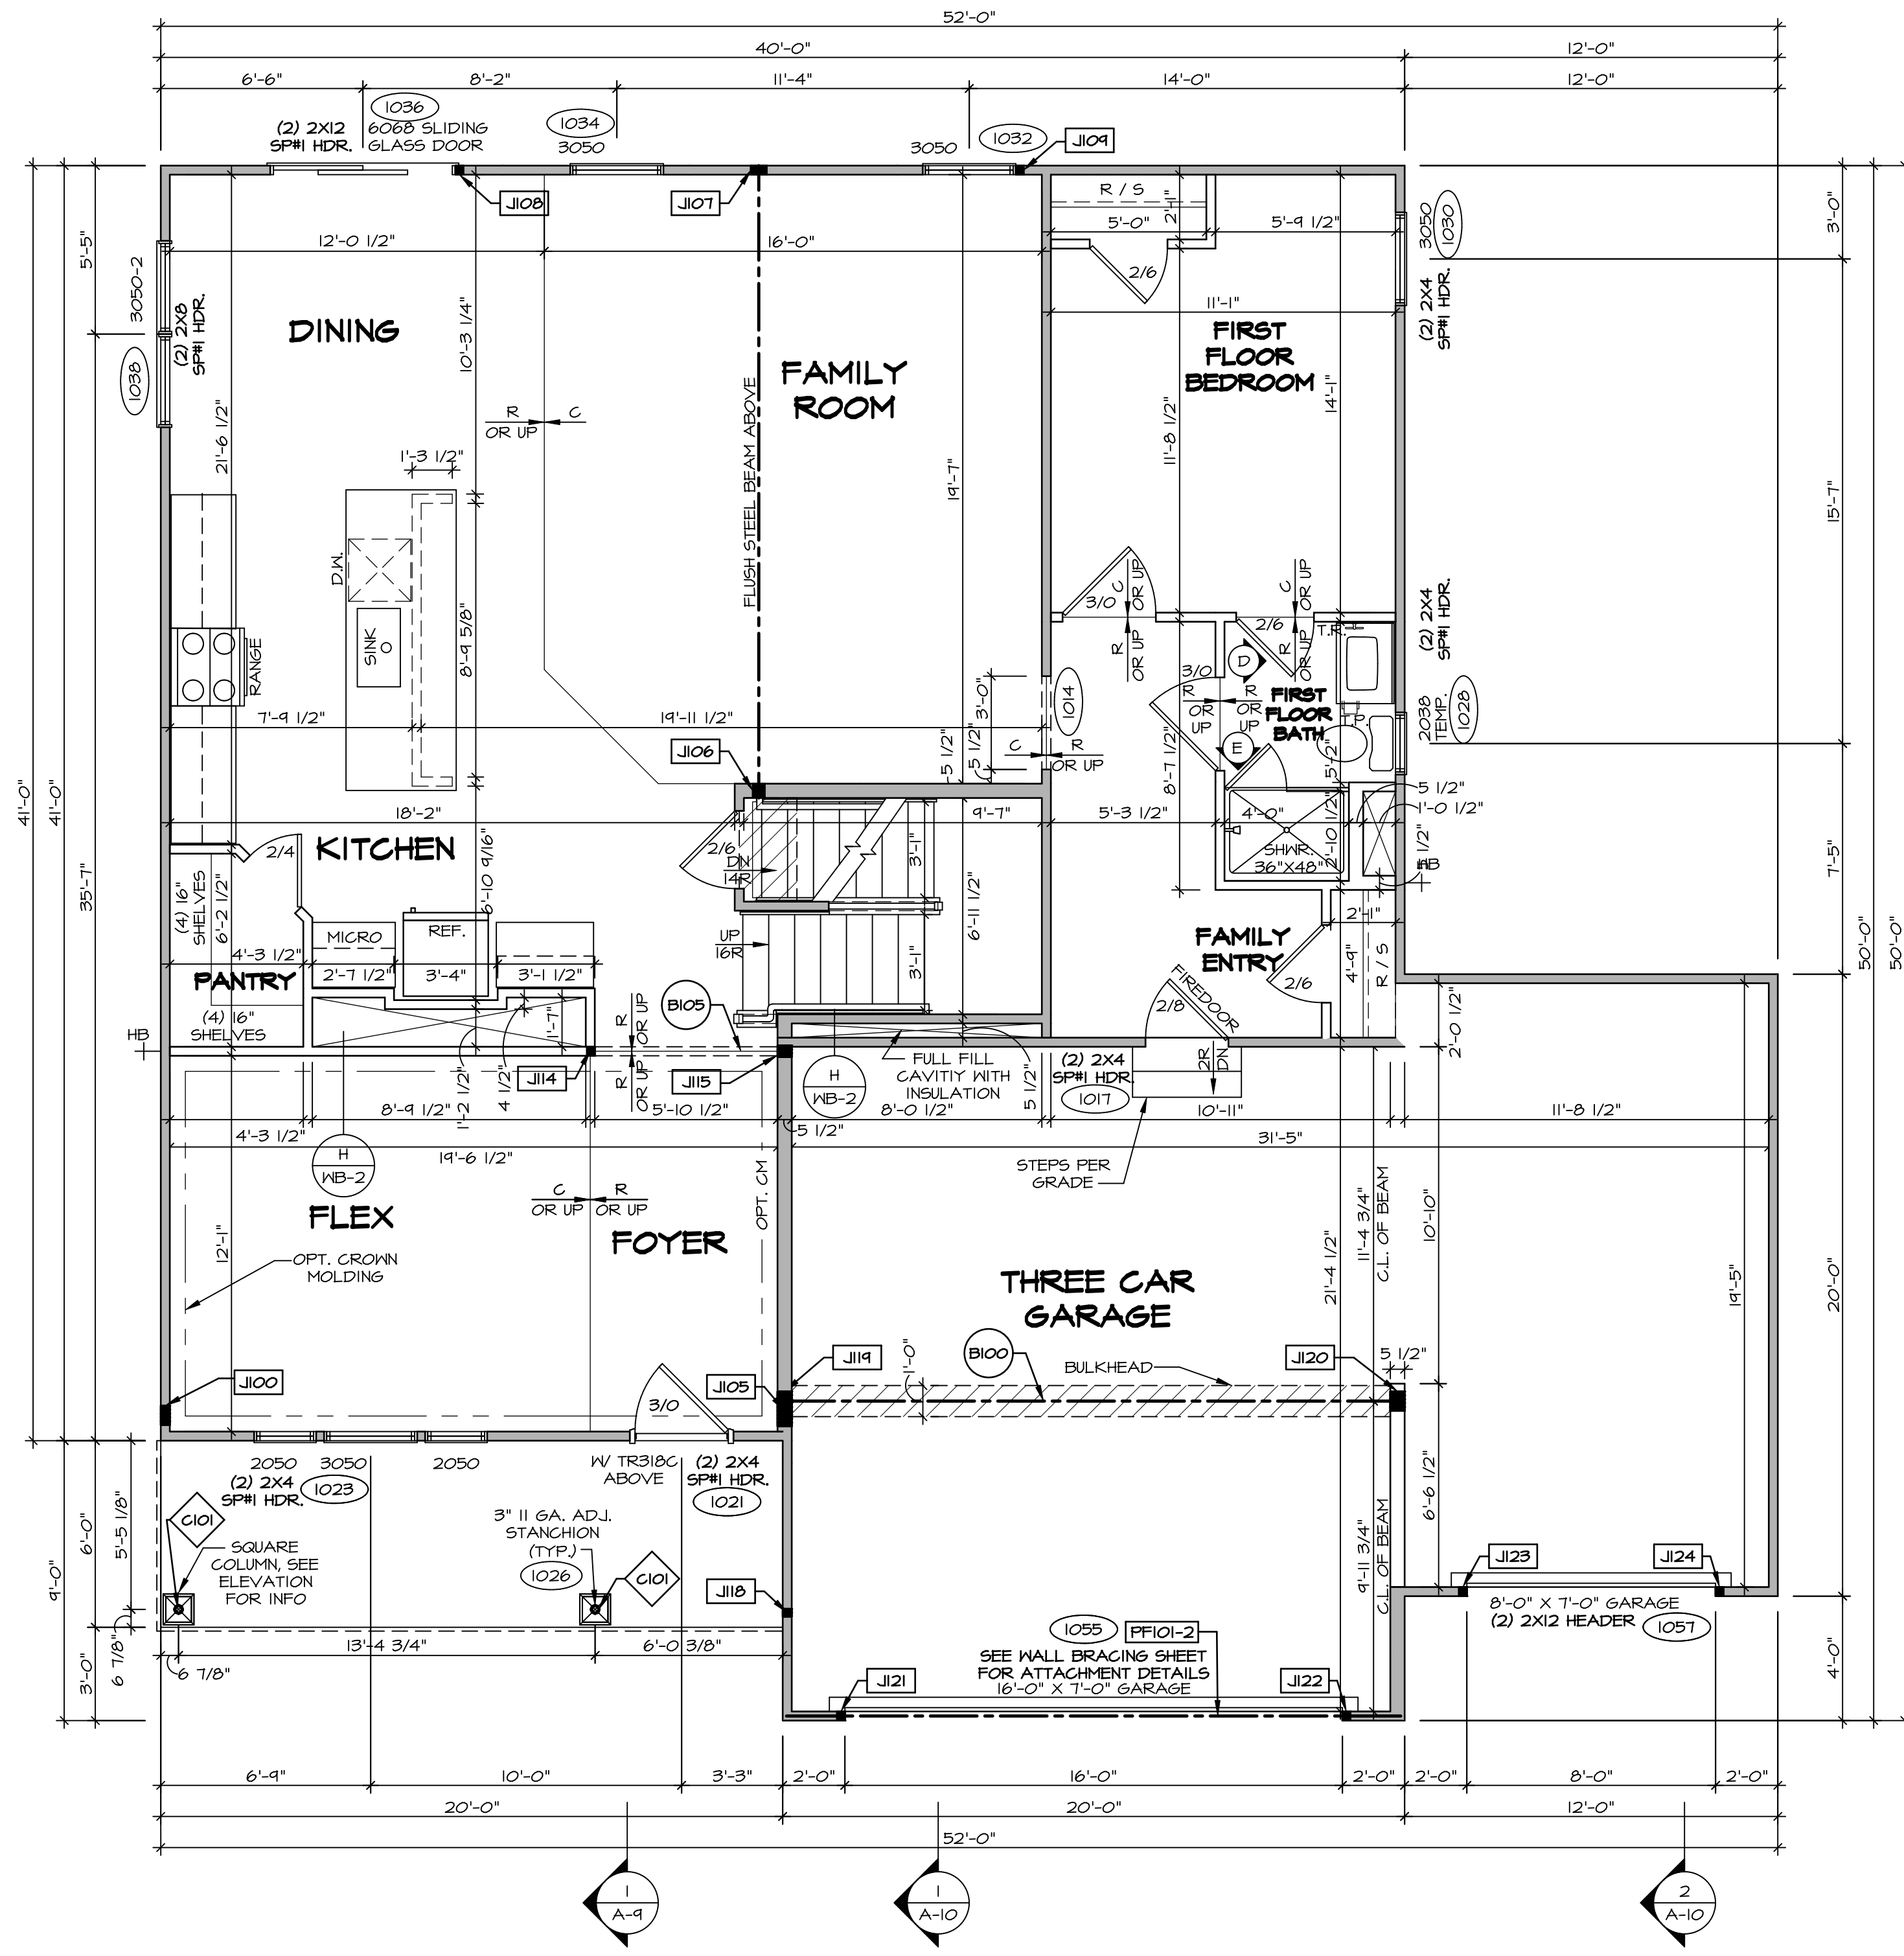 52'-0"
40'-0"
12'-0"
6'-6"
8'-2"
11'-4"
14'-0"
12'-0"
1036
1034
1032
J109
(2) 2X12
SP#1 HDR.
6068 SLIDING
GLASS DOOR
3050
3050
J108
J107
R / S
2'-1"
5'-0"
5'-9 1/2"
3050
1030
3'-0"
5'-5"
3050-2
12'-0 1/2"
16'-0"
2/6
11'-1"
(2) 2X8
SP#1 HDR.
(2) 2X4
SP#1 HDR.
1038
DINING
10'-3 1/4"
FAMILY
ROOM
FIRST
FLOOR
BEDROOM
14'-1"
R
OR UP
C
FLUSH STEEL BEAM ABOVE
21'-6 1/2"
11'-8 1/2"
1'-3 1/2"
19'-7"
15'-7"
D.W.
SINK
RANGE
8'-9 5/8"
3/0
C
OR UP
C
OR UP
R
OR UP
R
OR UP
2/6
T.R.
(2) 2X4
SP#1 HDR.
D
3/0
R
OR
UP
R
OR
UP
FIRST
FLOOR
BATH
T.P.
E
2038
TEMP.
1028
7'-9 1/2"
19'-11 1/2"
3'-0"
1014
J106
C
R
OR UP
5 1/2"
5 1/2"
8'-7 1/2"
5'-2"
41'-0"
41'-0"
35'-7"
18'-2"
9'-7"
5'-3 1/2"
4'-0"
2'-10 1/2"
5 1/2"
1'-0 1/2"
SHWR.
36"X48"
HB
7'-5"
KITCHEN
2/4
2/6
DN
14R
3'-1"
6'-10 9/16"
6'-11 1/2"
(4) 16"
SHELVES
6'-2 1/2"
MICRO
REF.
UP
16R
3'-1"
2'-1"
FAMILY
ENTRY
4'-9"
R / S
2/6
50'-0"
50'-0"
4'-3 1/2"
PANTRY
2'-7 1/2"
3'-4"
3'-1 1/2"
FIREDOOR
2/8
(4) 16"
SHELVES
HB
1'-7"
R
OR UP
R
OR UP
B105
2'-0 1/2"
J114
J115
H
WB-2
FULL FILL
CAVITIY WITH
INSULATION
(2) 2X4
SP#1 HDR.
1017
2R
DN
1'-2 1/2"
4 1/2"
5 1/2"
8'-9 1/2"
5'-10 1/2"
8'-0 1/2"
10'-11"
11'-8 1/2"
5 1/2"
4'-3 1/2"
19'-6 1/2"
31'-5"
H
WB-2
STEPS PER
GRADE
OPT. CM
C
OR UP
R
OR UP
FLEX
FOYER
12'-1"
OPT. CROWN
MOLDING
THREE CAR
GARAGE
21'-4 1/2"
11'-4 3/4"
C.L. OF BEAM
10'-10"
19'-5"
20'-0"
J100
J105
J119
B100
BULKHEAD
J120
5 1/2"
1'-0"
3/0
2050
3050
2050
(2) 2X4
SP#1 HDR.
1023
W/ TR318C
ABOVE
(2) 2X4
SP#1 HDR.
1021
6'-6 1/2"
C101
SQUARE
COLUMN, SEE
ELEVATION
FOR INFO
3" 11 GA. ADJ.
STANCHION
(TYP.)
1026
C101
J118
9'-11 3/4"
C.L. OF BEAM
J123
J124
8'-0" X 7'-0" GARAGE
(2) 2X12 HEADER
1057
9'-0"
6'-0"
5'-5 1/8"
3'-0"
6 7/8"
6 7/8"
13'-4 3/4"
6'-0 3/8"
1055
PF101-2
SEE WALL BRACING SHEET
FOR ATTACHMENT DETAILS
16'-0" X 7'-0" GARAGE
J121
J122
4'-0"
6'-9"
10'-0"
3'-3"
2'-0"
16'-0"
2'-0"
2'-0"
8'-0"
2'-0"
20'-0"
20'-0"
12'-0"
52'-0"
1
A-9
1
A-10
2
A-10